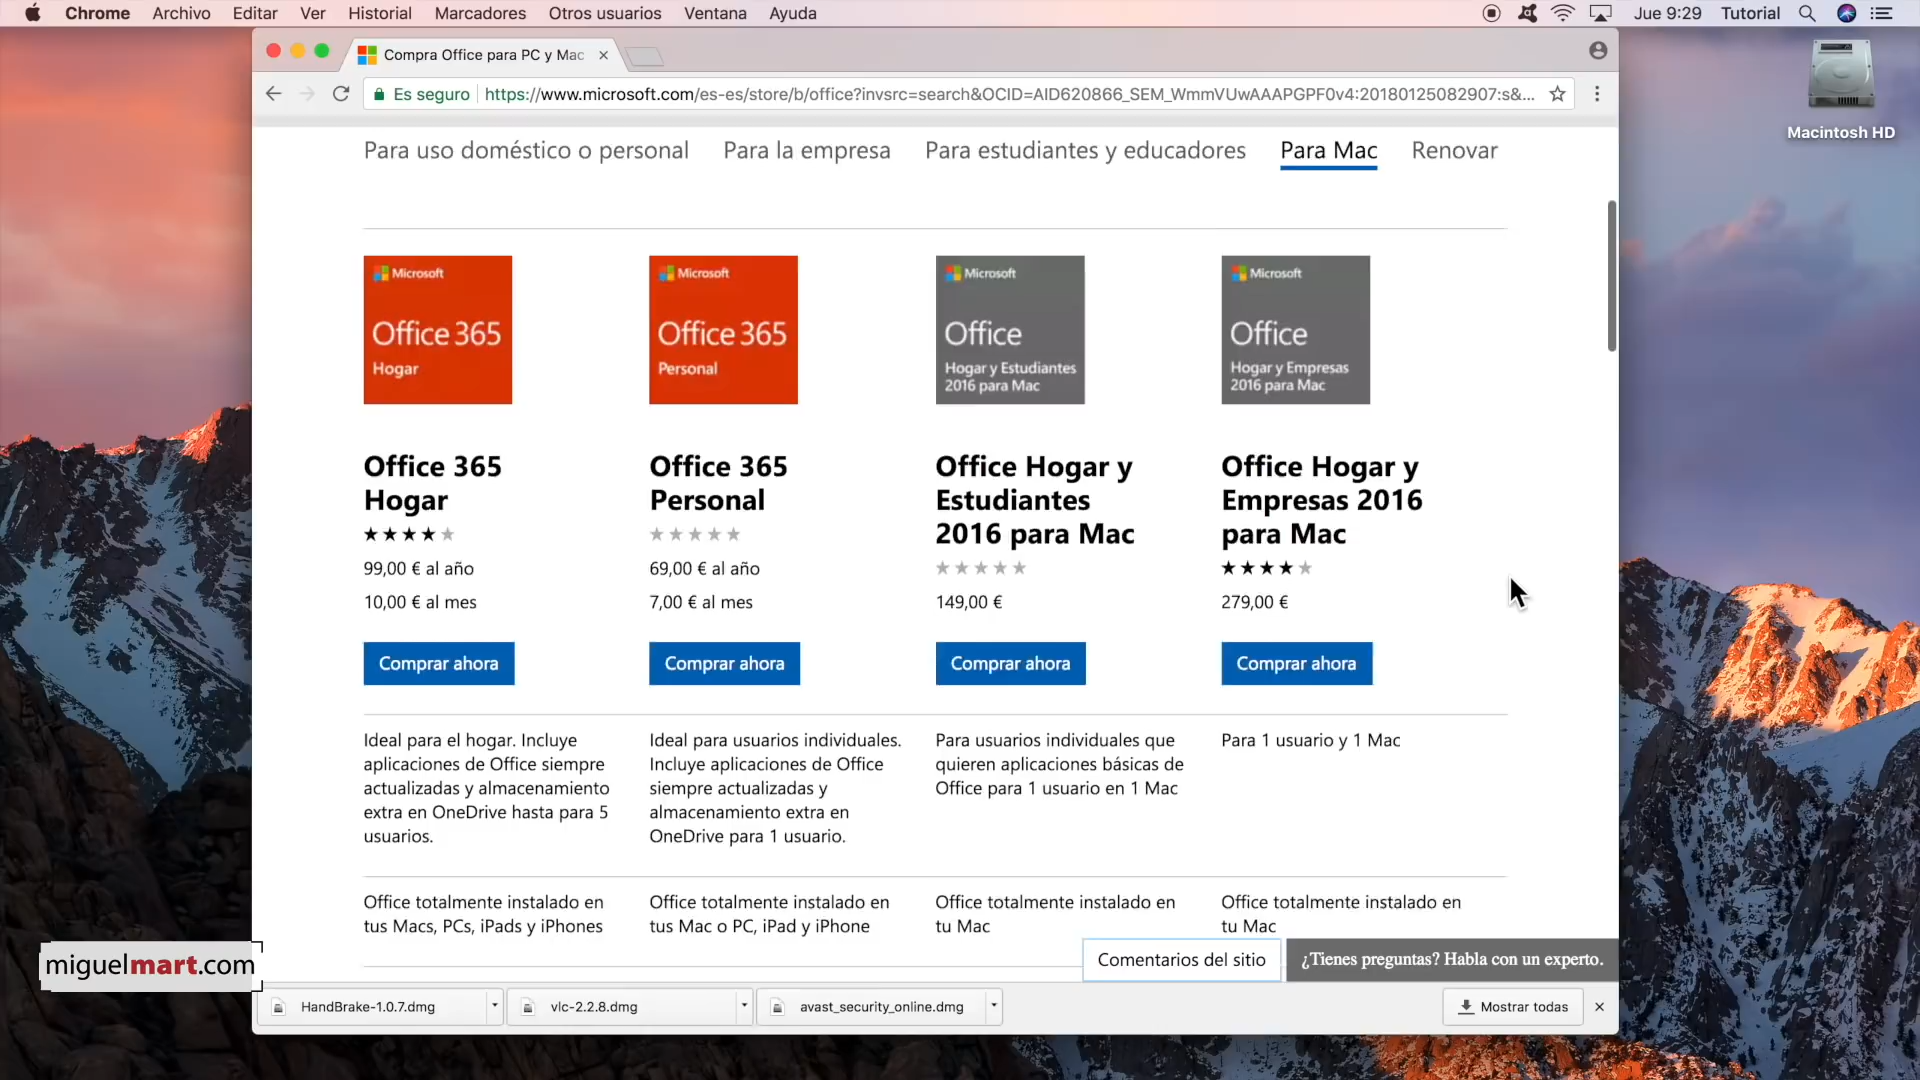 Chrome Archivo Editar Ver Historial Marcadores Otros usuarios Ventana Ayuda Jue 9:29 Tutorial
Compra Office para PC y Mac
Macintosh HD
Es seguro https://www.microsoft.com/es-es/store/b/office?invsrc=search&OCID=AID620866_SEM_WmmVUwAAAPGPF0v4:20180125082907:s&...
Para uso doméstico o personal Para la empresa Para estudiantes y educadores Para Mac Renovar
Microsoft
Office 365
Hogar
Microsoft
Office 365
Personal
Microsoft
Office
Hogar y Estudiantes
2016 para Mac
Microsoft
Office
Hogar y Empresas
2016 para Mac
Office 365
Hogar
99,00 € al año
10,00 € al mes
Comprar ahora
Office 365
Personal
69,00 € al año
7,00 € al mes
Comprar ahora
Office Hogar y
Estudiantes
2016 para Mac
149,00 €
Comprar ahora
Office Hogar y
Empresas 2016
para Mac
279,00 €
Comprar ahora
Ideal para el hogar. Incluye
aplicaciones de Office siempre
actualizadas y almacenamiento
extra en OneDrive hasta para 5
usuarios.
Ideal para usuarios individuales.
Incluye aplicaciones de Office
siempre actualizadas y
almacenamiento extra en
OneDrive para 1 usuario.
Para usuarios individuales que
quieren aplicaciones básicas de
Office para 1 usuario en 1 Mac
Para 1 usuario y 1 Mac
Office totalmente instalado en
tus Macs, PCs, iPads y iPhones
Office totalmente instalado en
tus Mac o PC, iPad y iPhone
Office totalmente instalado en
tu Mac
Office totalmente instalado en
tu Mac
Comentarios del sitio
¿Tienes preguntas? Habla con un experto.
miguelmart.com
HandBrake-1.0.7.dmg vlc-2.2.8.dmg avast_security_online.dmg Mostrar todas